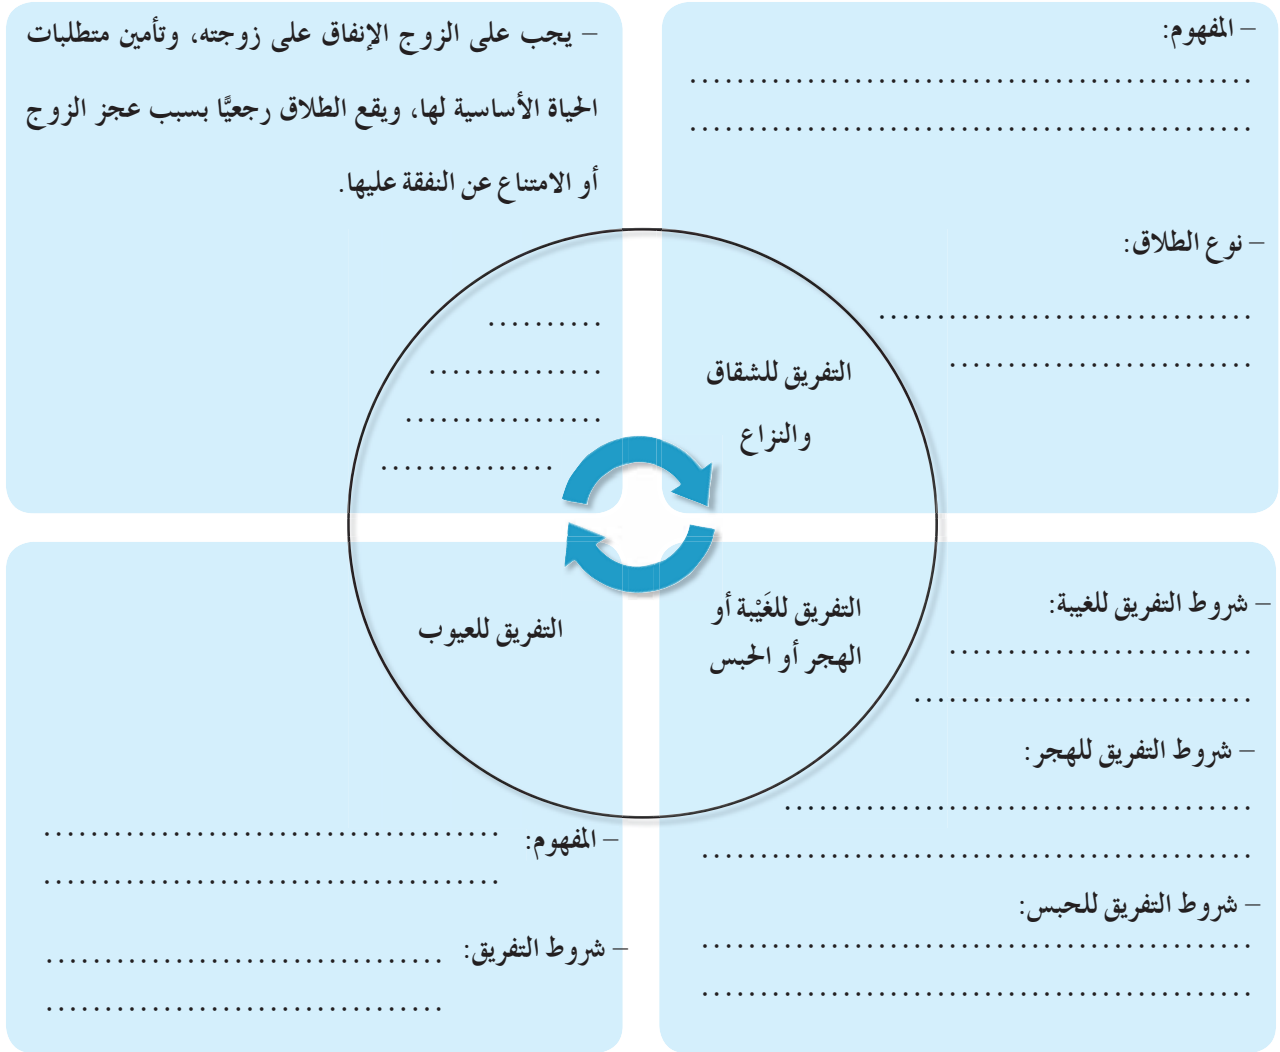 – المفهوم:
................................................
................................................
– نوع الطلاق:
................................
..........................
التفريق للشقاق
والنزاع
– يجب على الزوج الإنفاق على زوجته، وتأمين متطلبات
الحياة الأساسية لها، ويقع الطلاق رجعيًّا بسبب عجز الزوج
أو الامتناع عن النفقة عليها.
..........
...............
.................
...............
– شروط التفريق للغيبة:
..........................
.............................
– شروط التفريق للهجر:
........................................
...............................................
– شروط التفريق للحبس:
...............................................
...............................................
التفريق للغَيْبة أو
الهجر أو الحبس
التفريق للعيوب
– المفهوم: .......................................
.......................................
– شروط التفريق: ..................................
..................................